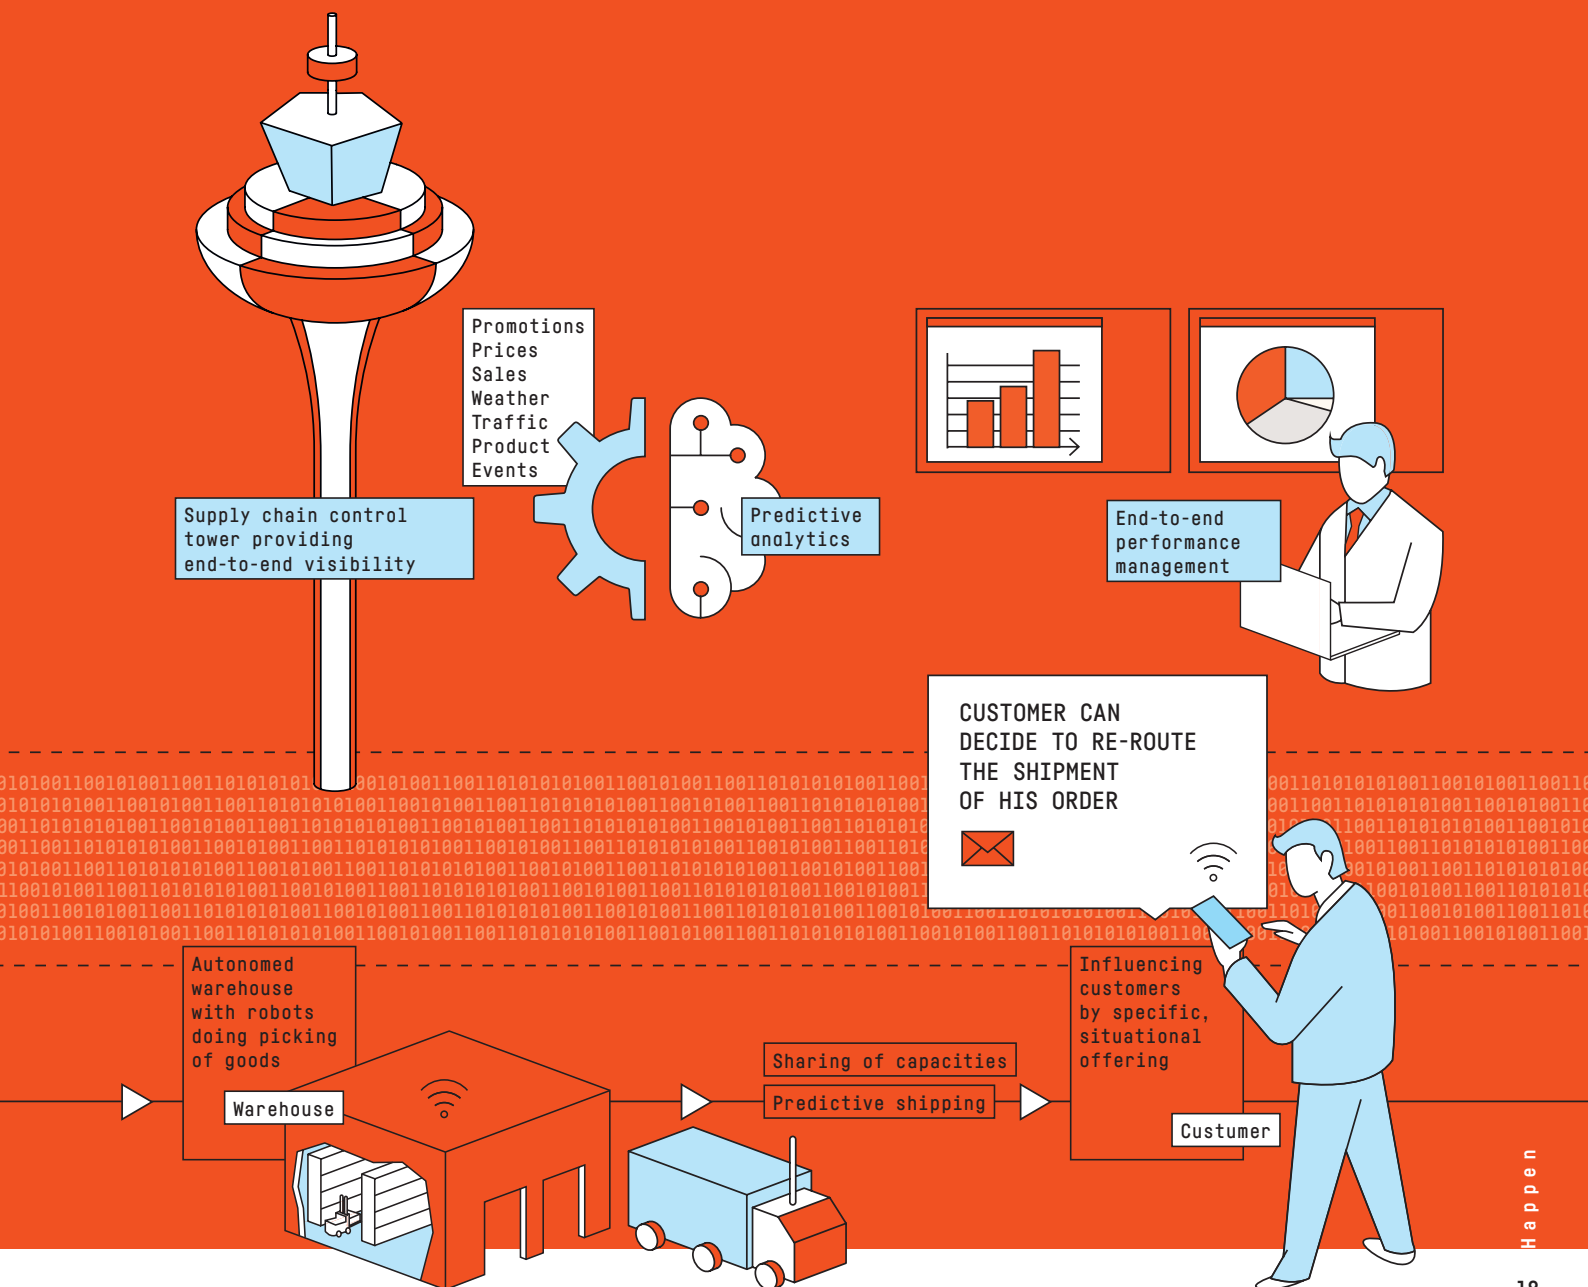 Promotions
Prices
Sales
Weather
Traffic
Product
Events
Supply chain control
tower providing
end-to-end visibility
Predictive
analytics
End-to-end
performance
management
CUSTOMER CAN
DECIDE TO RE-ROUTE
THE SHIPMENT
OF HIS ORDER
Autonomed
warehouse
with robots
doing picking
of goods
Warehouse
Sharing of capacities
Predictive shipping
Influencing
customers
by specific,
situational
offering
Custumer
Happen